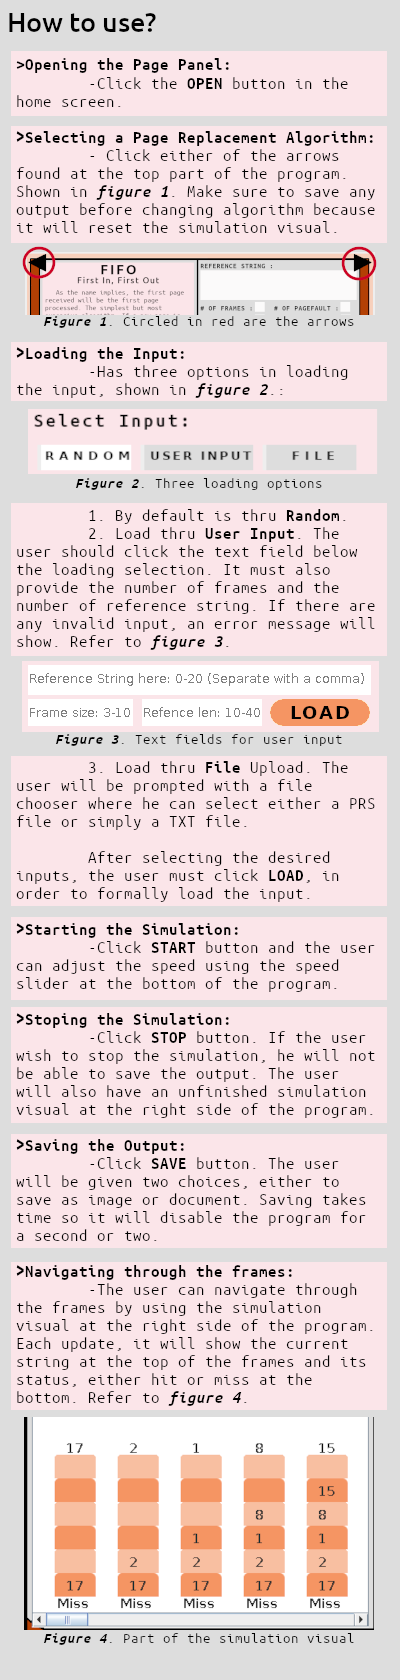 How to use?
>Opening the Page Panel:
-Click the OPEN button in the
home screen.
>Selecting a Page Replacement Algorithm:
- Click either of the arrows
found at the top part of the program.
Shown in figure 1. Make sure to save any
output before changing algorithm because
it will reset the simulation visual.
FIFO
First In, First Out
As the name implies, the first page
received will be the first page
processed. The simplest but most
REFERENCE STRING :
# OF FRAMES :
# OF PAGEFAULT :
Figure 1. Circled in red are the arrows
>Loading the Input:
-Has three options in loading
the input, shown in figure 2.:
Select Input:
RANDOM USER INPUT FILE
Figure 2. Three loading options
1. By default is thru Random.
2. Load thru User Input. The
user should click the text field below
the loading selection. It must also
provide the number of frames and the
number of reference string. If there are
any invalid input, an error message will
show. Refer to figure 3.
Reference String here: 0-20 (Separate with a comma)
Frame size: 3-10 Refence len: 10-40 LOAD
Figure 3. Text fields for user input
3. Load thru File Upload. The
user will be prompted with a file
chooser where he can select either a PRS
file or simply a TXT file.
After selecting the desired
inputs, the user must click LOAD, in
order to formally load the input.
>Starting the Simulation:
-Click START button and the user
can adjust the speed using the speed
slider at the bottom of the program.
>Stoping the Simulation:
-Click STOP button. If the user
wish to stop the simulation, he will not
be able to save the output. The user
will also have an unfinished simulation
visual at the right side of the program.
>Saving the Output:
-Click SAVE button. The user
will be given two choices, either to
save as image or document. Saving takes
time so it will disable the program for
a second or two.
>Navigating through the frames:
-The user can navigate through
the frames by using the simulation
visual at the right side of the program.
Each update, it will show the current
string at the top of the frames and its
status, either hit or miss at the
bottom. Refer to figure 4.
17 2 1 8 15
15
8 8
1 1 1
2 2 2 2
17 17 17 17 17
Miss Miss Miss Miss Miss
Figure 4. Part of the simulation visual